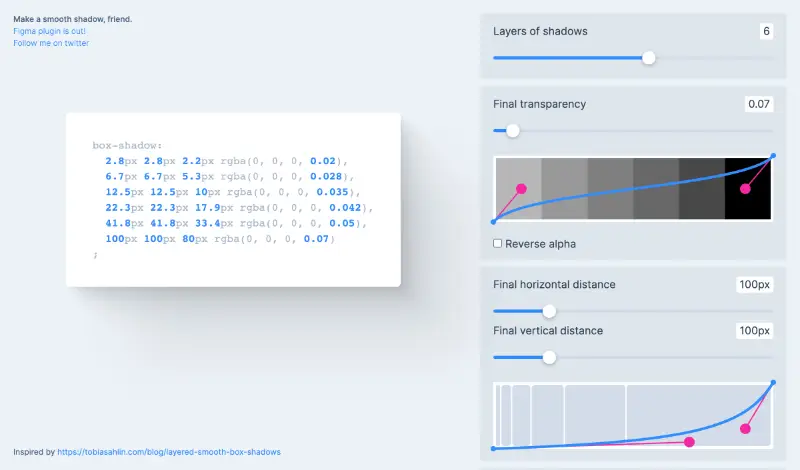 Make a smooth shadow, friend.
Figma plugin is out!
Follow me on twitter
box-shadow:
2.8px 2.8px 2.2px rgba(0, 0, 0, 0.02),
6.7px 6.7px 5.3px rgba(0, 0, 0, 0.028),
12.5px 12.5px 10px rgba(0, 0, 0, 0.035),
22.3px 22.3px 17.9px rgba(0, 0, 0, 0.042),
41.8px 41.8px 33.4px rgba(0, 0, 0, 0.05),
100px 100px 80px rgba(0, 0, 0, 0.07)
;
Inspired by https://tobiasahlin.com/blog/layered-smooth-box-shadows
Layers of shadows 6
Final transparency 0.07
Reverse alpha
Final horizontal distance 100px
Final vertical distance 100px